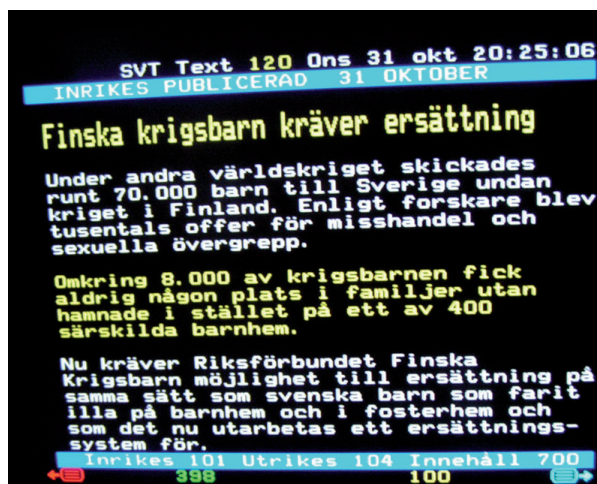 SVT Text 120 Ons 31 okt 20:25:06
INRIKES PUBLICERAD 31 OKTOBER
Finska krigsbarn kräver ersättning
Under andra världskriget skickades
runt 70.000 barn till Sverige undan
kriget i Finland. Enligt forskare blev
tusentals offer för misshandel och
sexuella övergrepp.
Omkring 8.000 av krigsbarnen fick
aldrig någon plats i familjer utan
hamnade i stället på ett av 400
särskilda barnhem.
Nu kräver Riksförbundet Finska
Krigsbarn möjlighet till ersättning på
samma sätt som svenska barn som farit
illa på barnhem och i fosterhem och
som det nu utarbetas ett ersättnings-
system för.
Inrikes 101 Utrikes 104 Innehåll 700
398 100